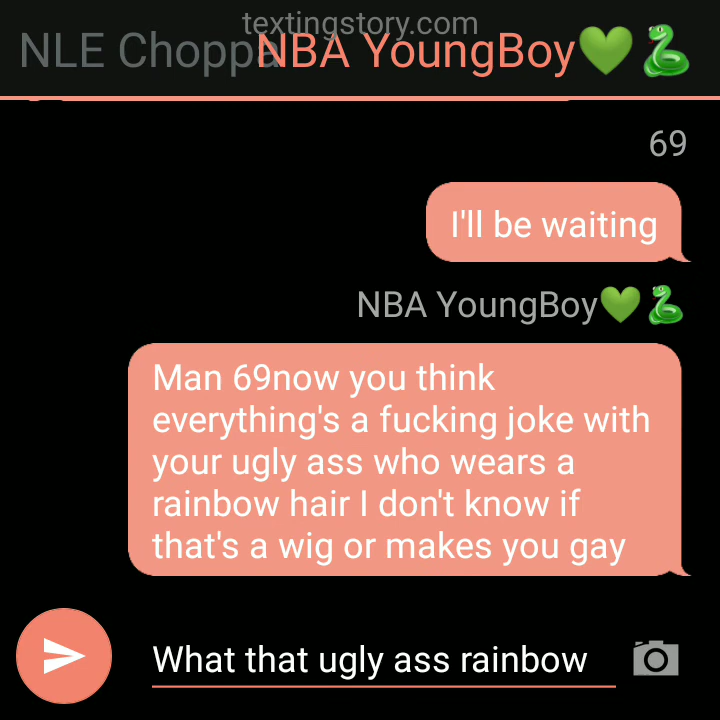 textingstory.com
NLE Choppa NBA YoungBoy💚🐍
69
I'll be waiting
NBA YoungBoy💚🐍
Man 69now you think
everything's a fucking joke with
your ugly ass who wears a
rainbow hair I don't know if
that's a wig or makes you gay
What that ugly ass rainbow